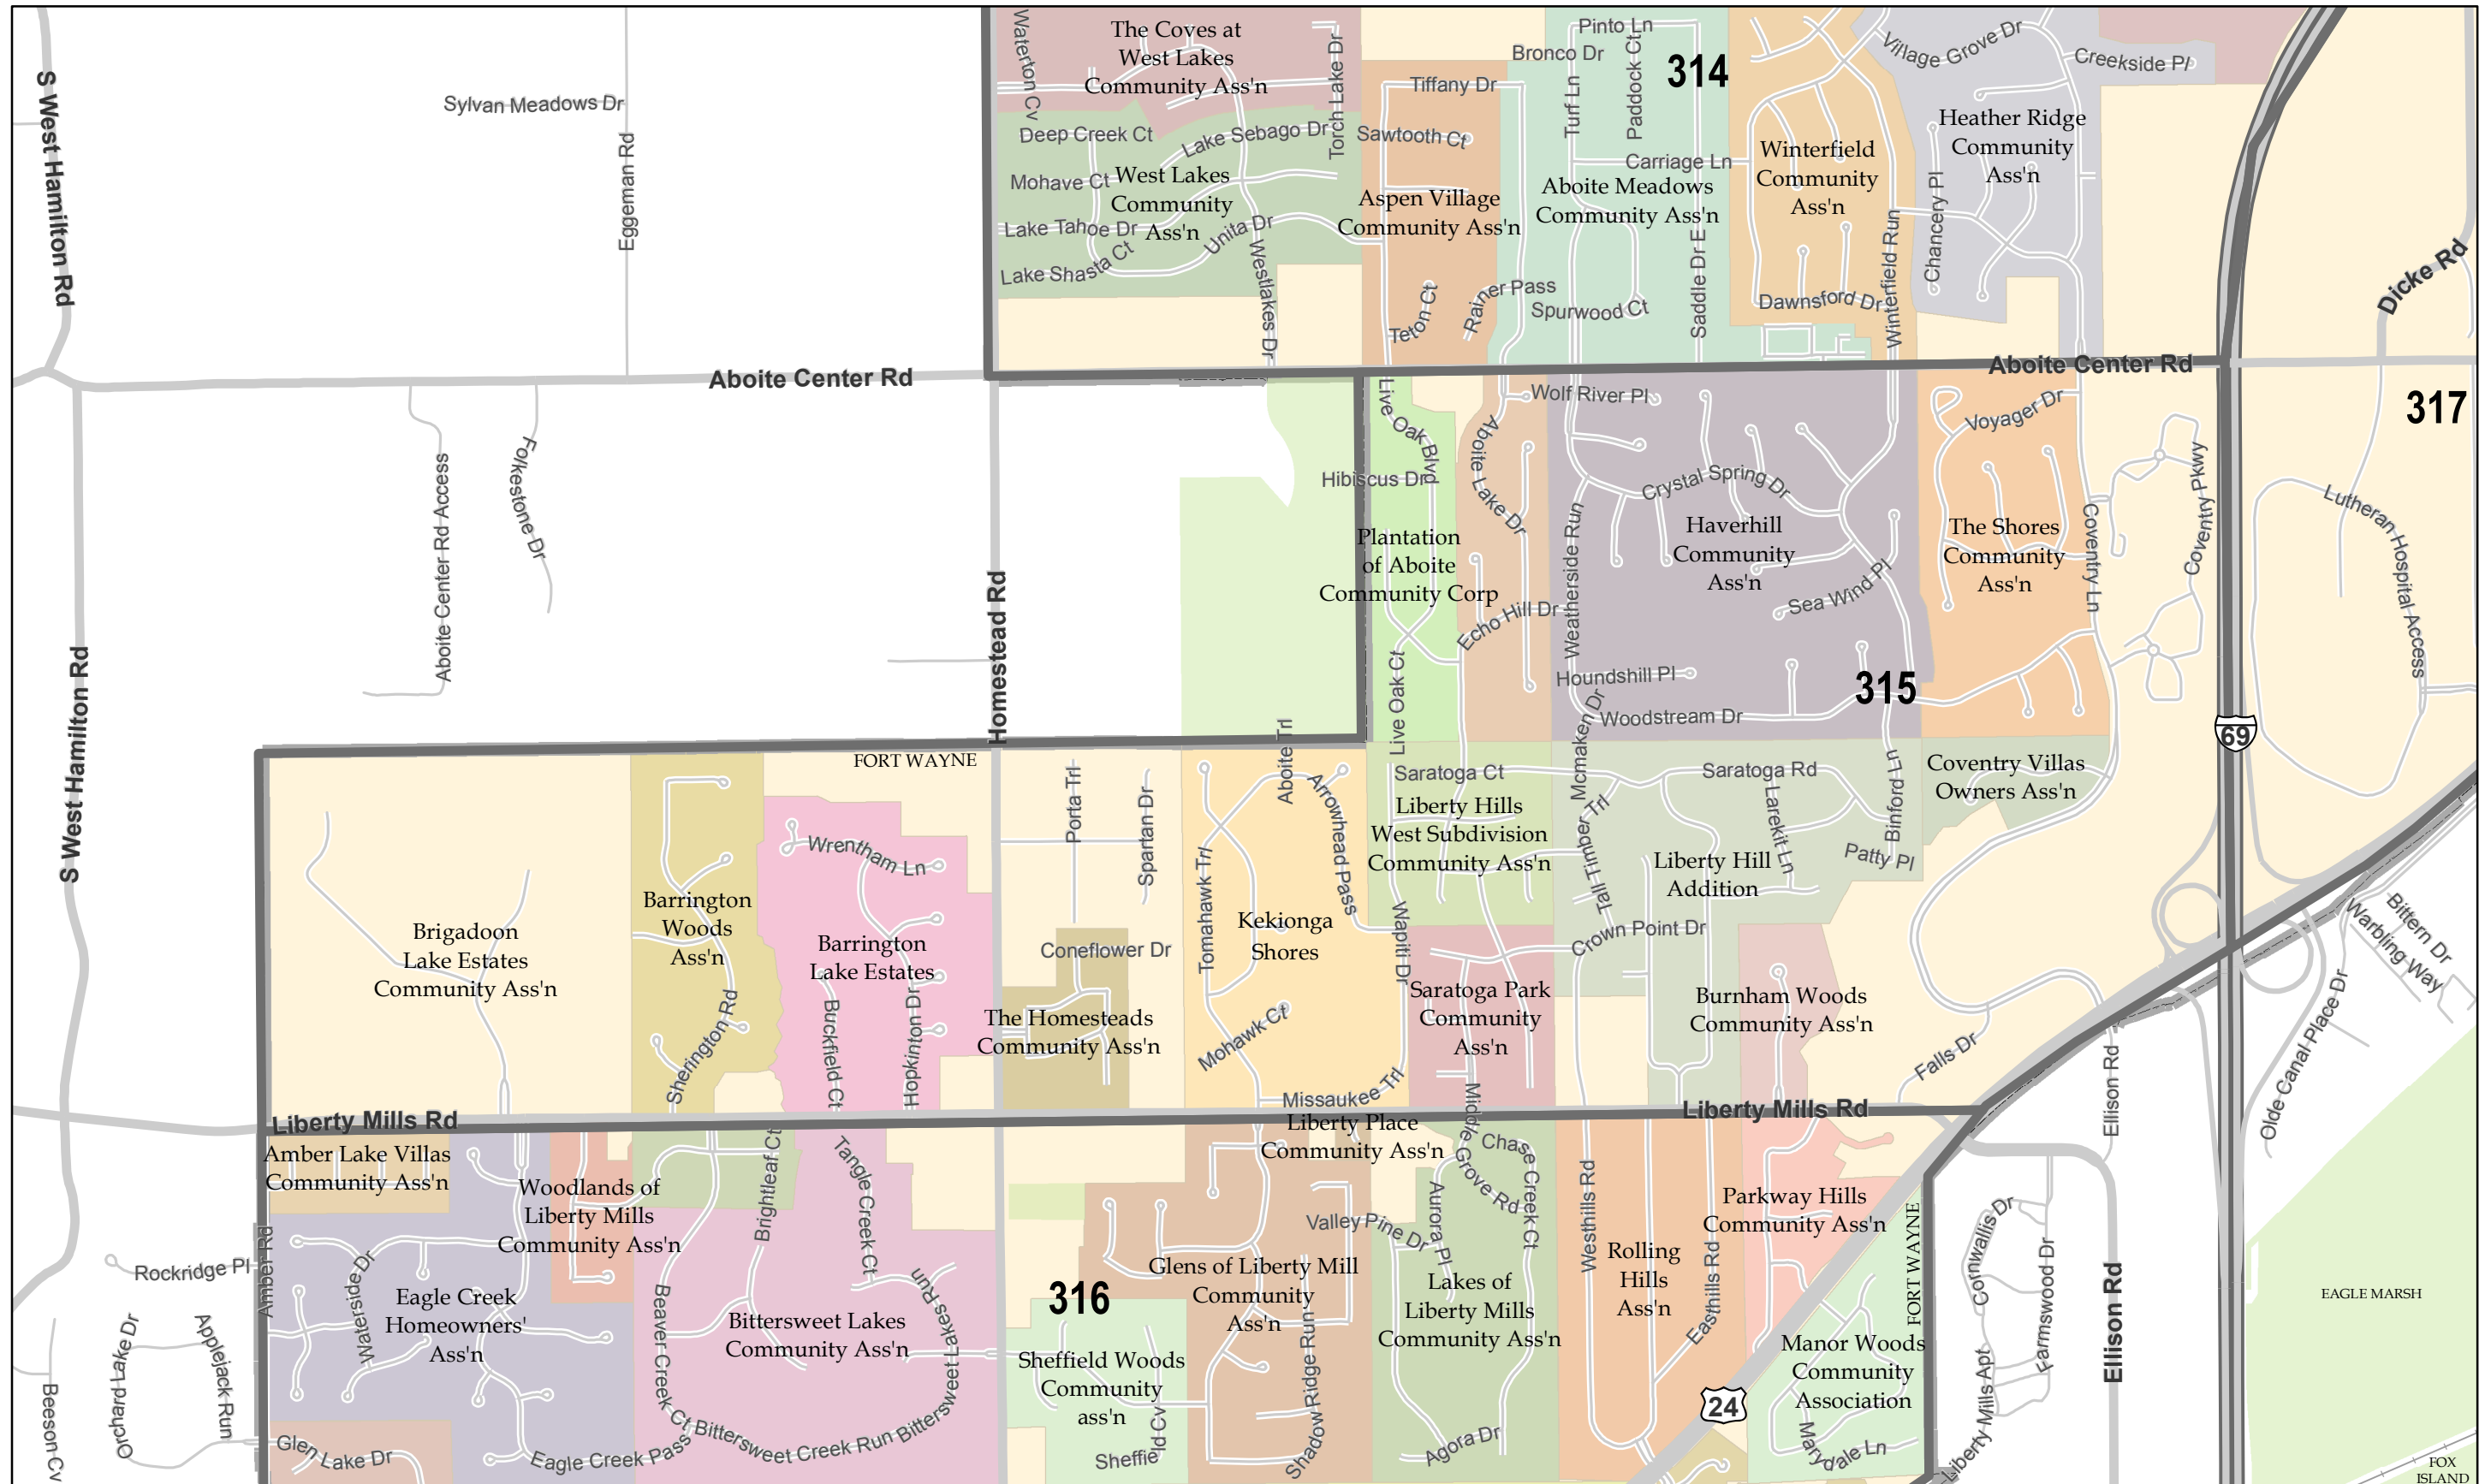 S West Hamilton Rd
Sylvan Meadows Dr
Eggeman Rd
Waterton Cv
The Coves at
West Lakes
Community Ass'n
Torch Lake Dr
Deep Creek Ct
Lake Sebago Dr
Mohave Ct
West Lakes
Community
Ass'n
Lake Tahoe Dr
Unita Dr
Lake Shasta Ct
Westlakes Dr
Tiffany Dr
Sawtooth Ct
Aspen Village
Community Ass'n
Teton Ct
Rainer Pass
Pinto Ln
Bronco Dr
Turf Ln
Paddock Ct
314
Carriage Ln
Aboite Meadows
Community Ass'n
Spurwood Ct
Saddle Dr E
Winterfield
Community
Ass'n
Dawnsford Dr
Winterfield Run
Village Grove Dr
Creekside Pl
Heather Ridge
Community
Ass'n
Chancery Pl
Dicke Rd
Aboite Center Rd
Aboite Center Rd
317
Aboite Center Rd Access
Folkestone Dr
Homestead Rd
Live Oak Blvd
Hibiscus Dr
Plantation
of Aboite
Community Corp
Live Oak Ct
Aboite Lake Dr
Echo Hill Dr
Wolf River Pl
Weatherside Run
Crystal Spring Dr
Haverhill
Community
Ass'n
Sea Wind Pl
Houndshill Pl
315
Woodstream Dr
Mcmaken Dr
Voyager Dr
The Shores
Community
Ass'n
Coventry Ln
Coventry Pkwy
Lutheran Hospital Access
69
S West Hamilton Rd
FORT WAYNE
Brigadoon
Lake Estates
Community Ass'n
Barrington
Woods
Ass'n
Sherington Rd
Wrentham Ln
Barrington
Lake Estates
Buckfield Ct
Hopkinton Dr
Porta Trl
Spartan Dr
Coneflower Dr
The Homesteads
Community Ass'n
Aboite Trl
Arrowhead Pass
Tomahawk Trl
Kekionga
Shores
Mohawk Ct
Missaukee Trl
Wapiti Dr
Saratoga Ct
Liberty Hills
West Subdivision
Community Ass'n
Saratoga Park
Community
Ass'n
Tall Timber Trl
Saratoga Rd
Larekit Ln
Binford Ln
Patty Pl
Liberty Hill
Addition
Crown Point Dr
Burnham Woods
Community Ass'n
Coventry Villas
Owners Ass'n
Falls Dr
Ellison Rd
Bittern Dr
Warbling Way
Olde Canal Place Dr
Liberty Mills Rd
Liberty Mills Rd
Amber Lake Villas
Community Ass'n
Amber Rd
Rockridge Pl
Orchard Lake Dr
Applejack Run
Beeson Cv
Waterside Dr
Eagle Creek
Homeowners'
Ass'n
Glen Lake Dr
Eagle Creek Pass
Woodlands of
Liberty Mills
Community Ass'n
Brightleaf Ct
Tangle Creek Ct
Beaver Creek Ct
Bittersweet Lakes
Community Ass'n
Bittersweet Lakes Run
Bittersweet Creek Run
316
Sheffield Woods
Community
ass'n
Sheffield Cv
Liberty Place
Community Ass'n
Glens of Liberty Mill
Community
Ass'n
Valley Pine Dr
Shadow Ridge Run
Middle Grove Rd
Chase Creek Ct
Aurora Pl
Lakes of
Liberty Mills
Community Ass'n
Agora Dr
Westhills Rd
Rolling
Hills
Ass'n
Easthills Rd
Parkway Hills
Community Ass'n
24
Manor Woods
Community
Association
Marydale Ln
FORT WAYNE
Cornwallis Dr
Farmswood Dr
Liberty Mills Apt
Ellison Rd
EAGLE MARSH
FOX
ISLAND